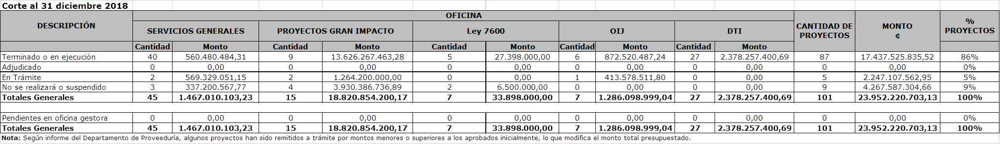 Corte al 31 diciembre 2018
DESCRIPCIÓN OFICINA CANTIDAD DE PROYECTOS MONTO ¢ % PROYECTOS
SERVICIOS GENERALES PROYECTOS GRAN IMPACTO Ley 7600 OIJ DTI
Cantidad Monto Cantidad Monto Cantidad Monto Cantidad Monto Cantidad Monto
Terminado o en ejecución 40 560.480.484,31 9 13.626.267.463,28 5 27.398.000,00 6 872.520.487,24 27 2.378.257.400,69 87 17.437.525.835,52 86%
Adjudicado 0 0,00 0 0,00 0 0,00 0 0,00 0 0,00 0 0,00 0%
En Trámite 2 569.329.051,15 2 1.264.200.000,00 0 0,00 1 413.578.511,80 0 0,00 5 2.247.107.562,95 5%
No se realizará o suspendido 3 337.200.567,77 4 3.930.386.736,89 2 6.500.000,00 0 0,00 0 0,00 9 4.267.587.304,66 9%
Totales Generales 45 1.467.010.103,23 15 18.820.854.200,17 7 33.898.000,00 7 1.286.098.999,04 27 2.378.257.400,69 101 23.952.220.703,13 100%
Pendientes en oficina gestora 0 0,00 0 0,00 0 0,00 0 0,00 0 0,00 0 0,00 0%
Totales Generales 45 1.467.010.103,23 15 18.820.854.200,17 7 33.898.000,00 7 1.286.098.999,04 27 2.378.257.400,69 101 23.952.220.703,13 100%
Nota: Según informe del Departamento de Proveeduría, algunos proyectos han sido remitidos a trámite por montos menores o superiores a los aprobados inicialmente, lo que modifica el monto total presupuestado.